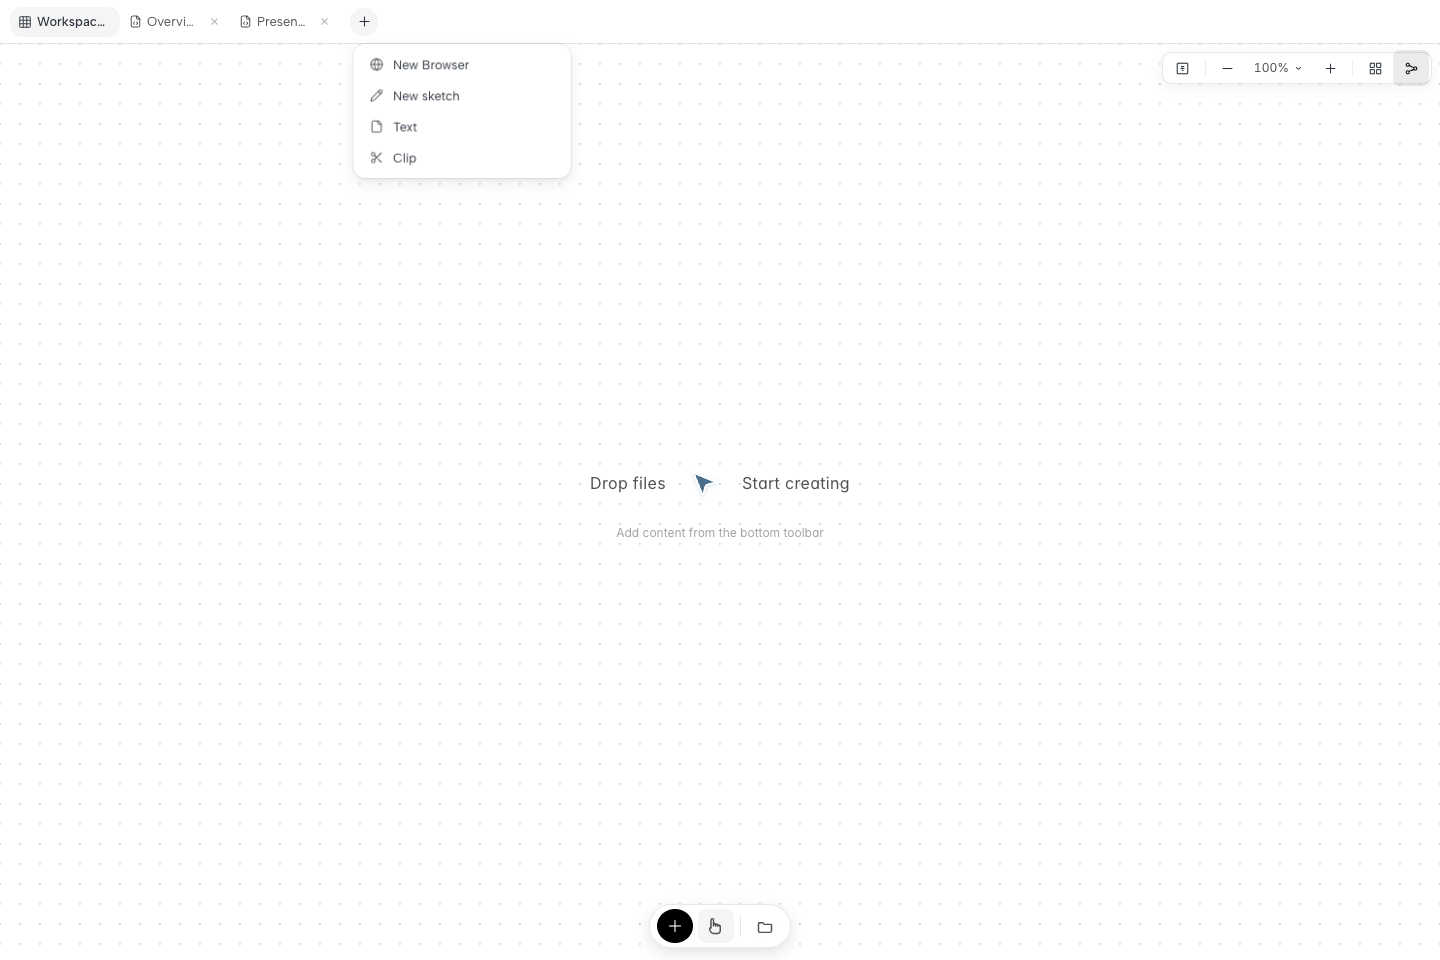 Workspac...
Overvi...
Presen...
New Browser
New sketch
Text
Clip
100%
Drop files
Start creating
Add content from the bottom toolbar